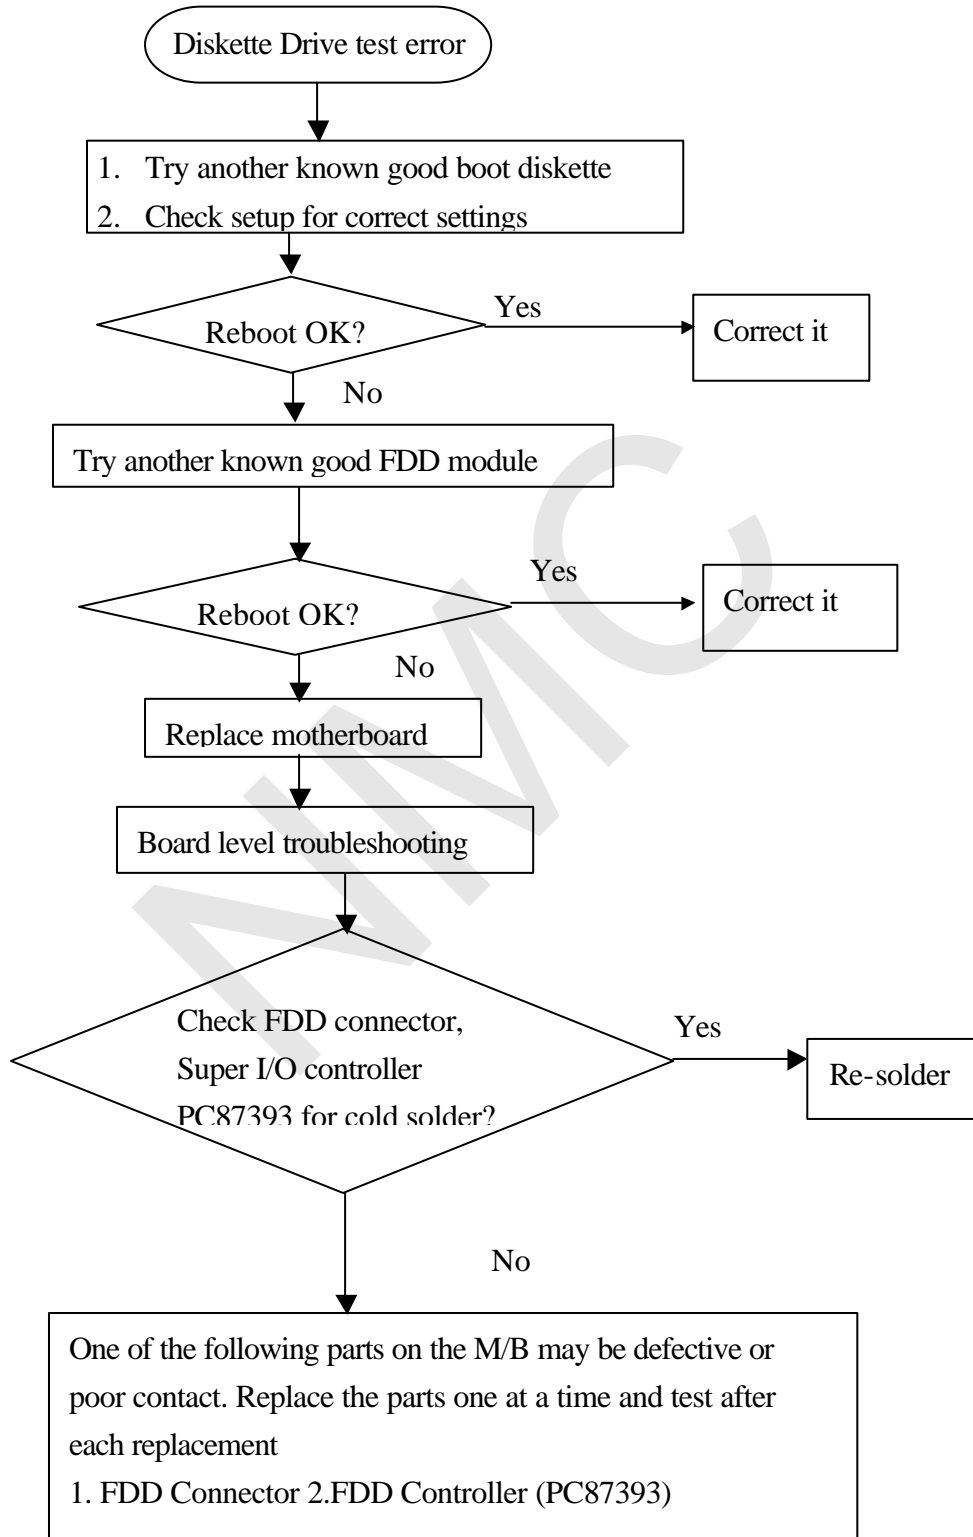 Diskette Drive test error
1. Try another known good boot diskette
2. Check setup for correct settings
Reboot OK?
Yes
Correct it
No
Try another known good FDD module
Reboot OK?
Yes
Correct it
No
Replace motherboard
Board level troubleshooting
Check FDD connector,
Super I/O controller
PC87393 for cold solder?
Yes
Re-solder
No
One of the following parts on the M/B may be defective or
poor contact. Replace the parts one at a time and test after
each replacement
1. FDD Connector 2.FDD Controller (PC87393)
NMC